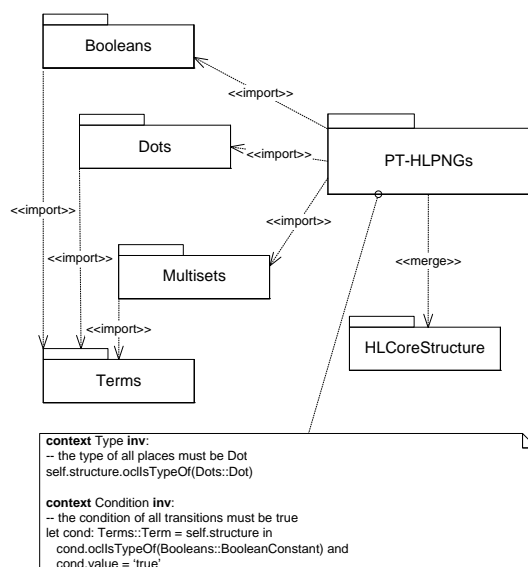 Booleans
<<import>>
Dots
<<import>>
PT-HLPNGs
<<import>>
<<import>>
<<import>>
Multisets
<<merge>>
<<import>>
HLCoreStructure
Terms
context Type inv:
-- the type of all places must be Dot
self.structure.oclIsTypeOf(Dots::Dot)
context Condition inv:
-- the condition of all transitions must be true
let cond: Terms::Term = self.structure in
cond.oclIsTypeOf(Booleans::BooleanConstant) and
cond.value = 'true'